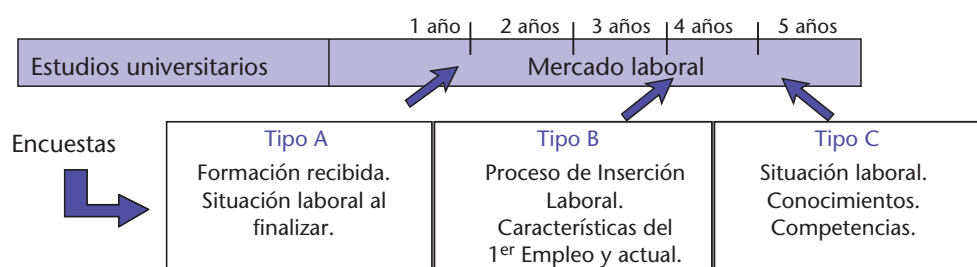 1 año 2 años 3 años 4 años 5 años
Estudios universitarios Mercado laboral
Encuestas
Tipo A
Formación recibida.
Situación laboral al
finalizar.
Tipo B
Proceso de Inserción
Laboral.
Características del
1er Empleo y actual.
Tipo C
Situación laboral.
Conocimientos.
Competencias.